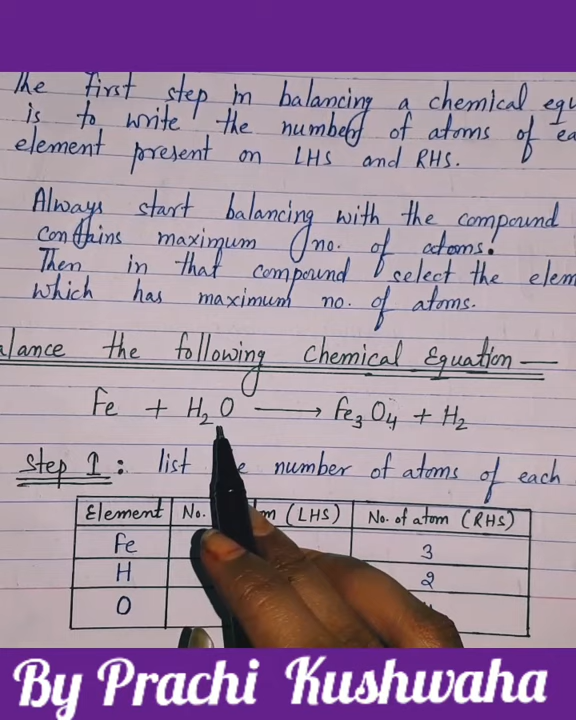 The first step in balancing a chemical equ
is to write the number of atoms of ea
element present on LHS and RHS.
Always start balancing with the compound
contains maximum no. of atoms.
Then in that compound select the elem
which has maximum no. of atoms.
alance the following Chemical Equation —
Fe + H₂O ⟶ Fe₃O₄ + H₂
Step 1 : list e number of atoms of each
Element No. om (LHS) No. of atom (RHS)
Fe 3
H 2
O
By Prachi Kushwaha